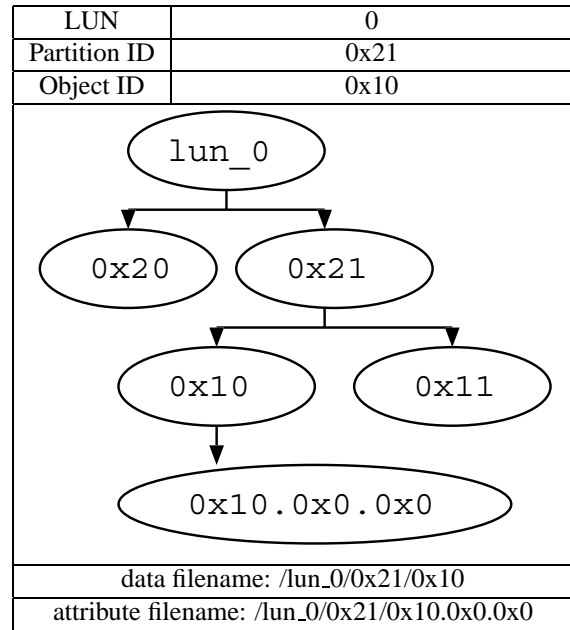 LUN 0
Partition ID 0x21
Object ID 0x10
lun_0
0x20 0x21
0x10 0x11
0x10.0x0.0x0
data filename: /lun_0/0x21/0x10
attribute filename: /lun_0/0x21/0x10.0x0.0x0